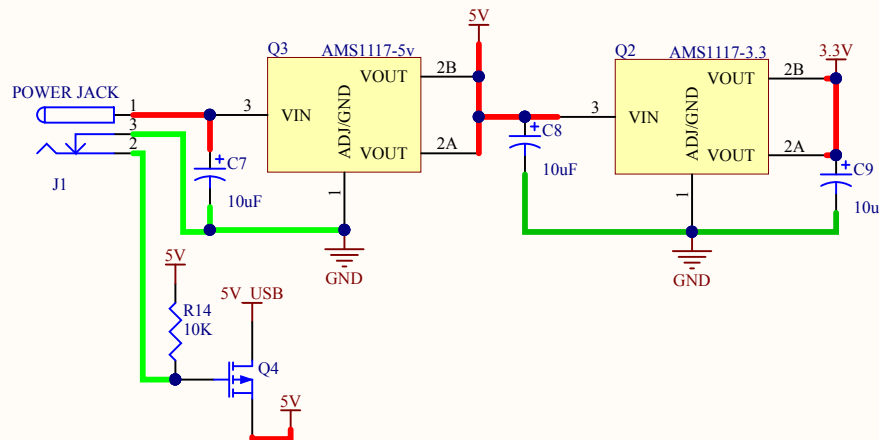 5V
Q3
AMS1117-5v
Q2
AMS1117-3.3
3.3V
POWER JACK
1
3
2
J1
3
VIN
ADJ/GND
VOUT
2B
VOUT
2A
1
C7
10uF
GND
3
VIN
ADJ/GND
VOUT
2B
VOUT
2A
1
C8
10uF
GND
C9
10u
5V
R14
10K
5V_USB
Q4
5V